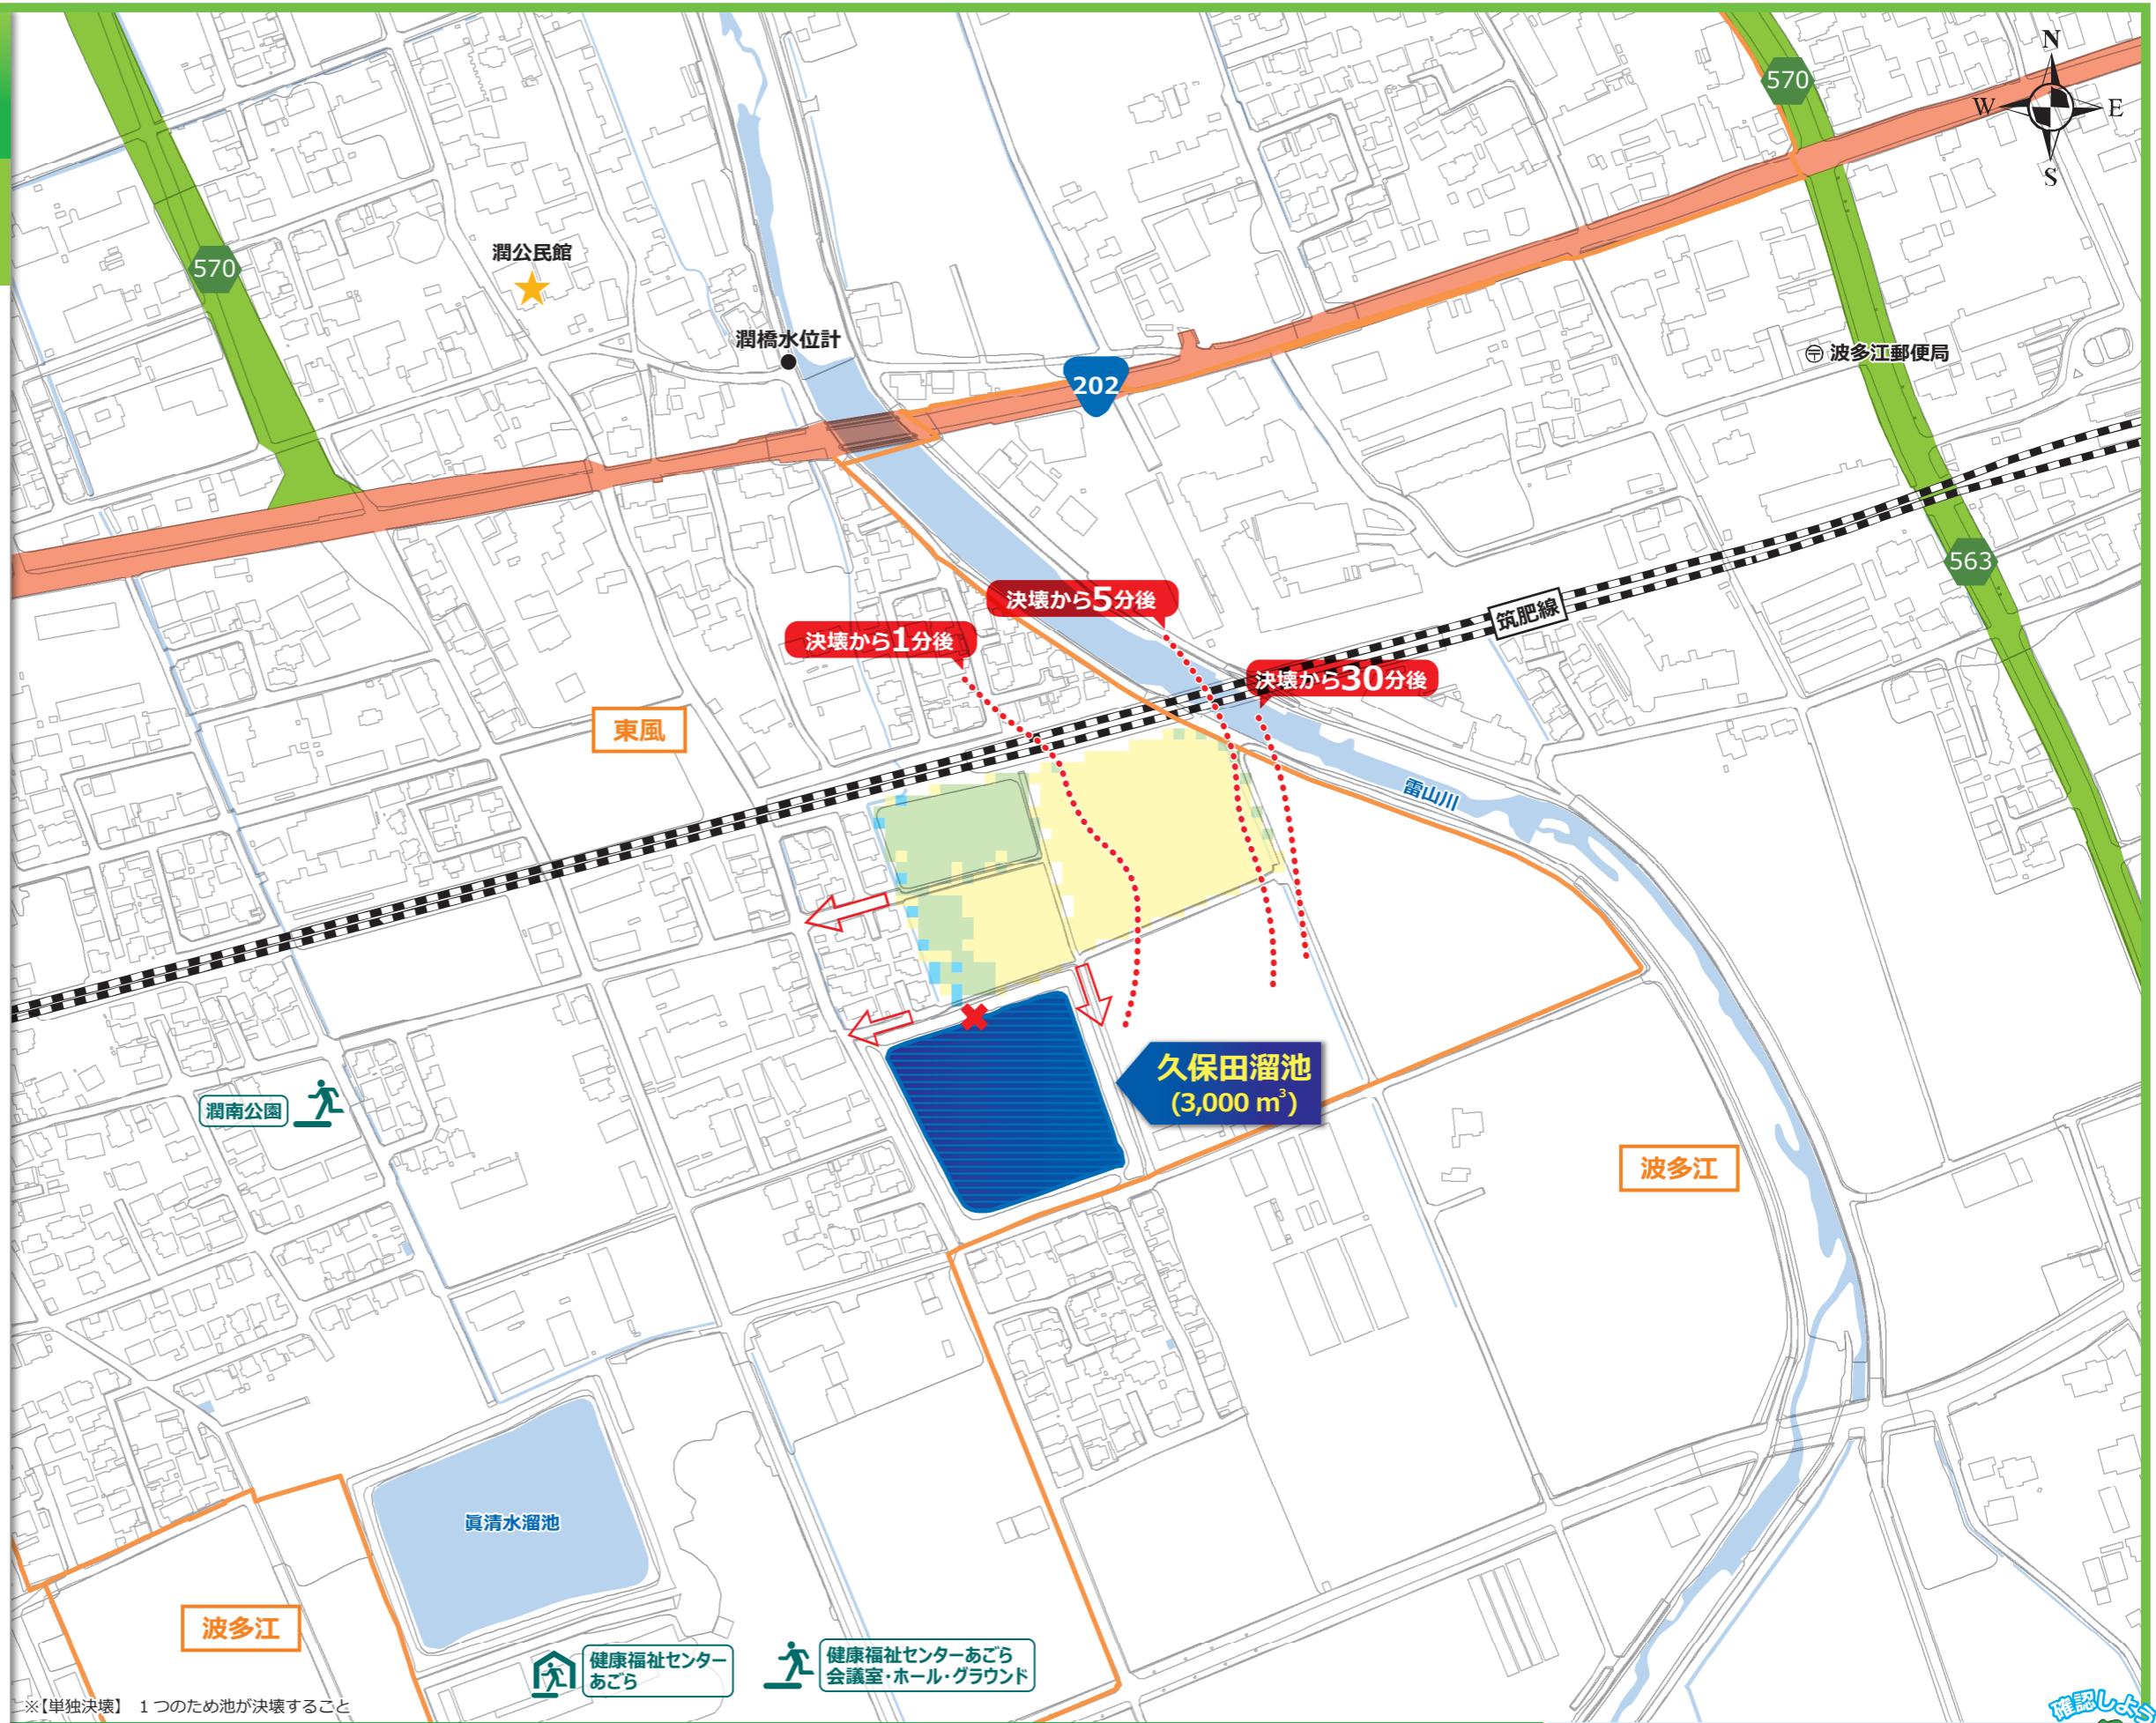 N
W
E
S
570
570
潤公民館
潤橋水位計
202
波多江郵便局
563
筑肥線
決壊から5分後
決壊から1分後
決壊から30分後
東風
雷山川
久保田溜池
(3,000 m³)
潤南公園
波多江
眞清水溜池
波多江
健康福祉センター
あごら
健康福祉センターあごら
会議室・ホール・グラウンド
※【単独決壊】 1つのため池が決壊すること
確認しよう